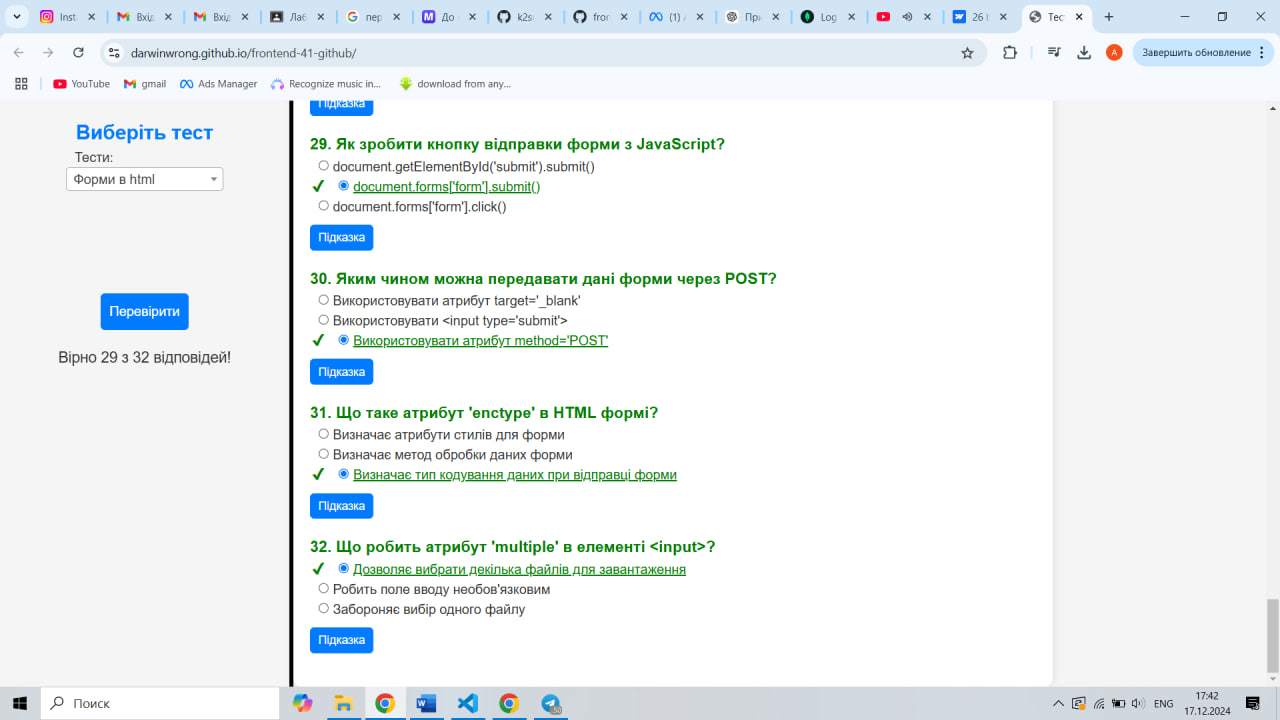 Insta
Вхід
Вхід
Лаб
пер
До
k2s
fron
(1)
При
Log
26 b
Тес
darwinwrong.github.io/frontend-41-github/
A
Завершить обновление
YouTube
gmail
Ads Manager
Recognize music in...
download from any...
Виберіть тест
Тести:
Форми в html
Перевірити
Вірно 29 з 32 відповідей!
Підказка
29. Як зробити кнопку відправки форми з JavaScript?
document.getElementById('submit').submit()
✔ document.forms['form'].submit()
document.forms['form'].click()
Підказка
30. Яким чином можна передавати дані форми через POST?
Використовувати атрибут target='_blank'
Використовувати <input type='submit'>
✔ Використовувати атрибут method='POST'
Підказка
31. Що таке атрибут 'enctype' в HTML формі?
Визначає атрибути стилів для форми
Визначає метод обробки даних форми
✔ Визначає тип кодування даних при відправці форми
Підказка
32. Що робить атрибут 'multiple' в елементі <input>?
✔ Дозволяє вибрати декілька файлів для завантаження
Робить поле вводу необов'язковим
Забороняє вибір одного файлу
Підказка
Поиск
ENG
17:42
17.12.2024